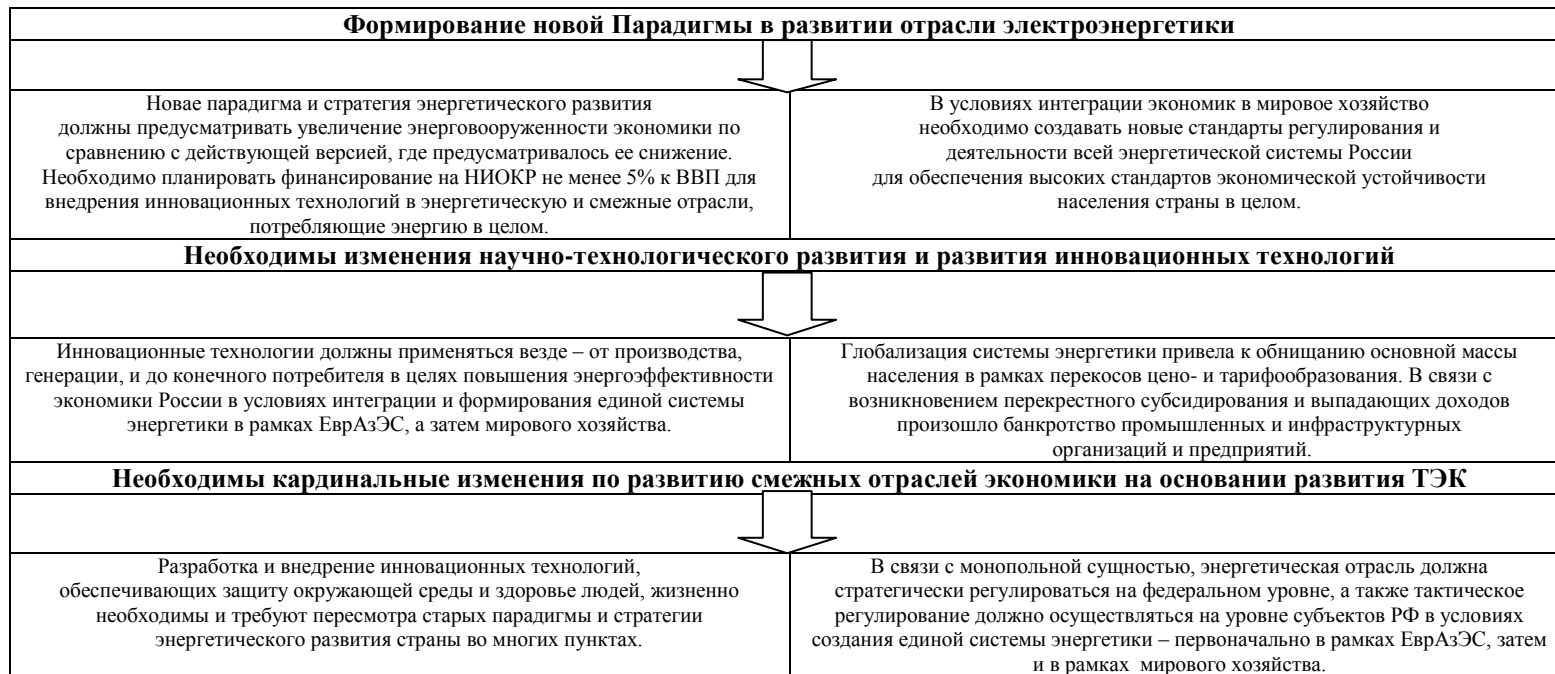 Формирование новой Парадигмы в развитии отрасли электроэнергетики
Новае парадигма и стратегия энергетического развития
должны предусматривать увеличение энерговооруженности экономики по
сравнению с действующей версией, где предусматривалось ее снижение.
Необходимо планировать финансирование на НИОКР не менее 5% к ВВП для
внедрения инновационных технологий в энергетическую и смежные отрасли,
потребляющие энергию в целом.
В условиях интеграции экономик в мировое хозяйство
необходимо создавать новые стандарты регулирования и
деятельности всей энергетической системы России
для обеспечения высоких стандартов экономической устойчивости
населения страны в целом.
Необходимы изменения научно-технологического развития и развития инновационных технологий
Инновационные технологии должны применяться везде – от производства,
генерации, и до конечного потребителя в целях повышения энергоэффективности
экономики России в условиях интеграции и формирования единой системы
энергетики в рамках ЕврАзЭС, а затем мирового хозяйства.
Глобализация системы энергетики привела к обнищанию основной массы
населения в рамках перекосов цено- и тарифообразования. В связи с
возникновением перекрестного субсидирования и выпадающих доходов
произошло банкротство промышленных и инфраструктурных
организаций и предприятий.
Необходимы кардинальные изменения по развитию смежных отраслей экономики на основании развития ТЭК
Разработка и внедрение инновационных технологий,
обеспечивающих защиту окружающей среды и здоровье людей, жизненно
необходимы и требуют пересмотра старых парадигмы и стратегии
энергетического развития страны во многих пунктах.
В связи с монопольной сущностью, энергетическая отрасль должна
стратегически регулироваться на федеральном уровне, а также тактическое
регулирование должно осуществляться на уровне субъектов РФ в условиях
создания единой системы энергетики – первоначально в рамках ЕврАзЭС, затем
и в рамках мирового хозяйства.